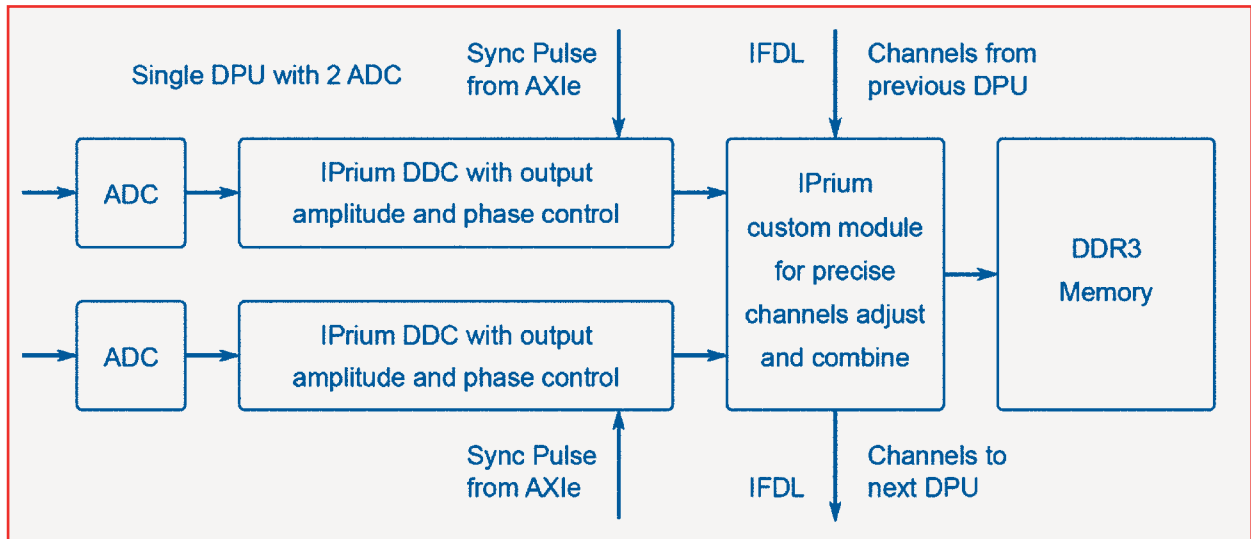 Single DPU with 2 ADC
Sync Pulse
from AXIe
IFDL
Channels from
previous DPU
ADC
IPrium DDC with output
amplitude and phase control
IPrium
custom module
for precise
channels adjust
and combine
DDR3
Memory
ADC
IPrium DDC with output
amplitude and phase control
Sync Pulse
from AXIe
IFDL
Channels to
next DPU